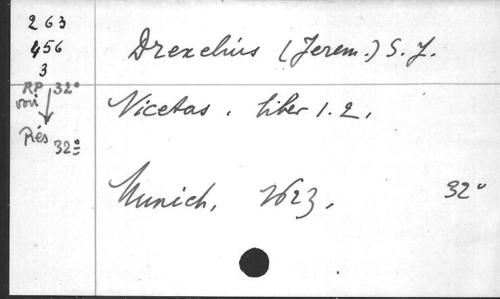 263
456
3
RP 32°
voir
Rés 32°
Drexelius (Jerem.) S. J.
Nicetas. liber 1. 2.
Munich, 1623. 32°